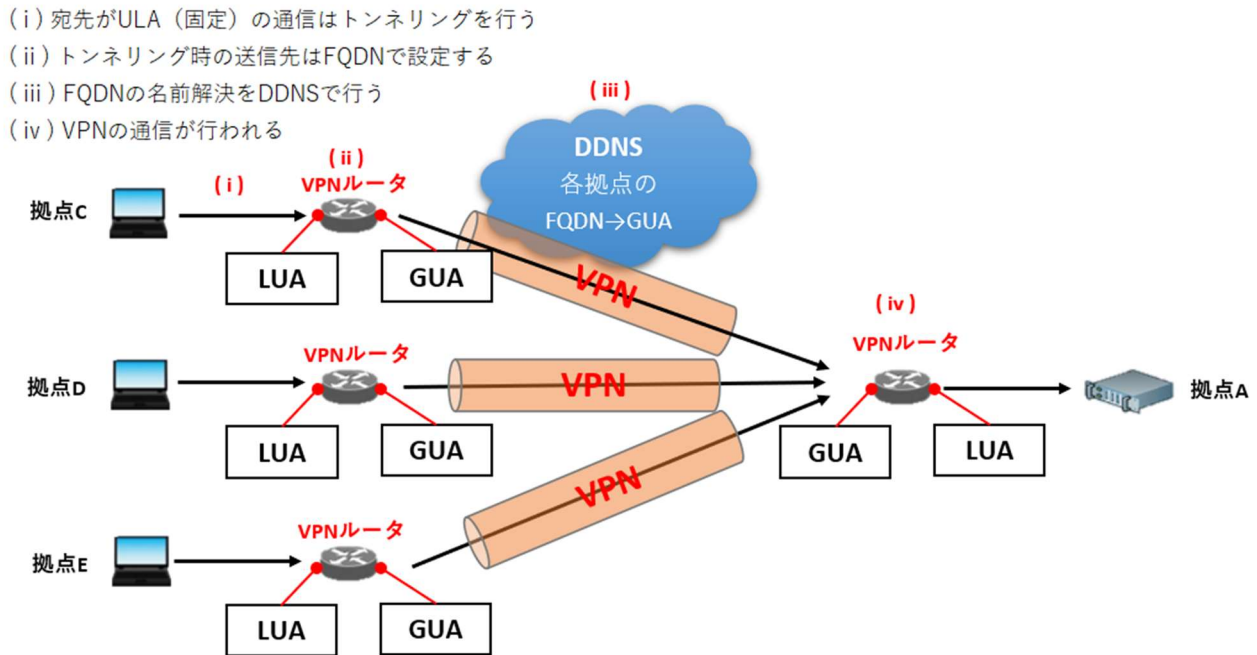 (ⅰ) 宛先がULA（固定）の通信はトンネリングを行う
(ⅱ) トンネリング時の送信先はFQDNで設定する
(ⅲ) FQDNの名前解決をDDNSで行う
(ⅳ) VPNの通信が行われる
(ⅲ)
DDNS
各拠点の
FQDN→GUA
(ⅰ)
(ⅱ)
VPNルータ
拠点C
LUA
GUA
VPN
(ⅳ)
VPNルータ
拠点D
LUA
GUA
VPN
VPNルータ
拠点A
GUA
LUA
VPNルータ
拠点E
LUA
GUA
VPN